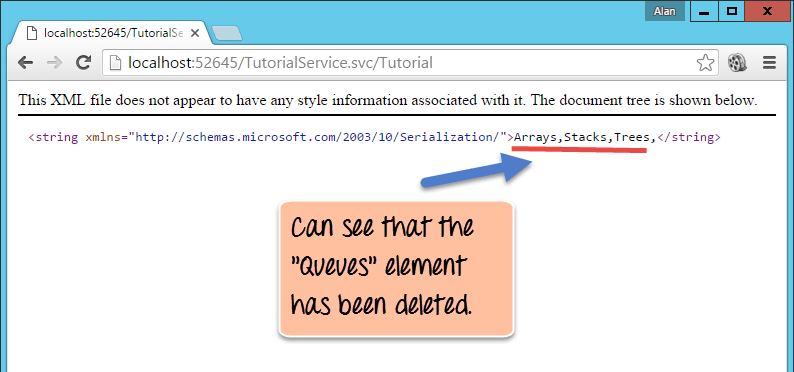 Alan
localhost:52645/TutorialSe
localhost:52645/TutorialService.svc/Tutorial
This XML file does not appear to have any style information associated with it. The document tree is shown below.
<string xmlns="http://schemas.microsoft.com/2003/10/Serialization/">Arrays,Stacks,Trees,</string>
Can see that the
"Queues" element
has been deleted.